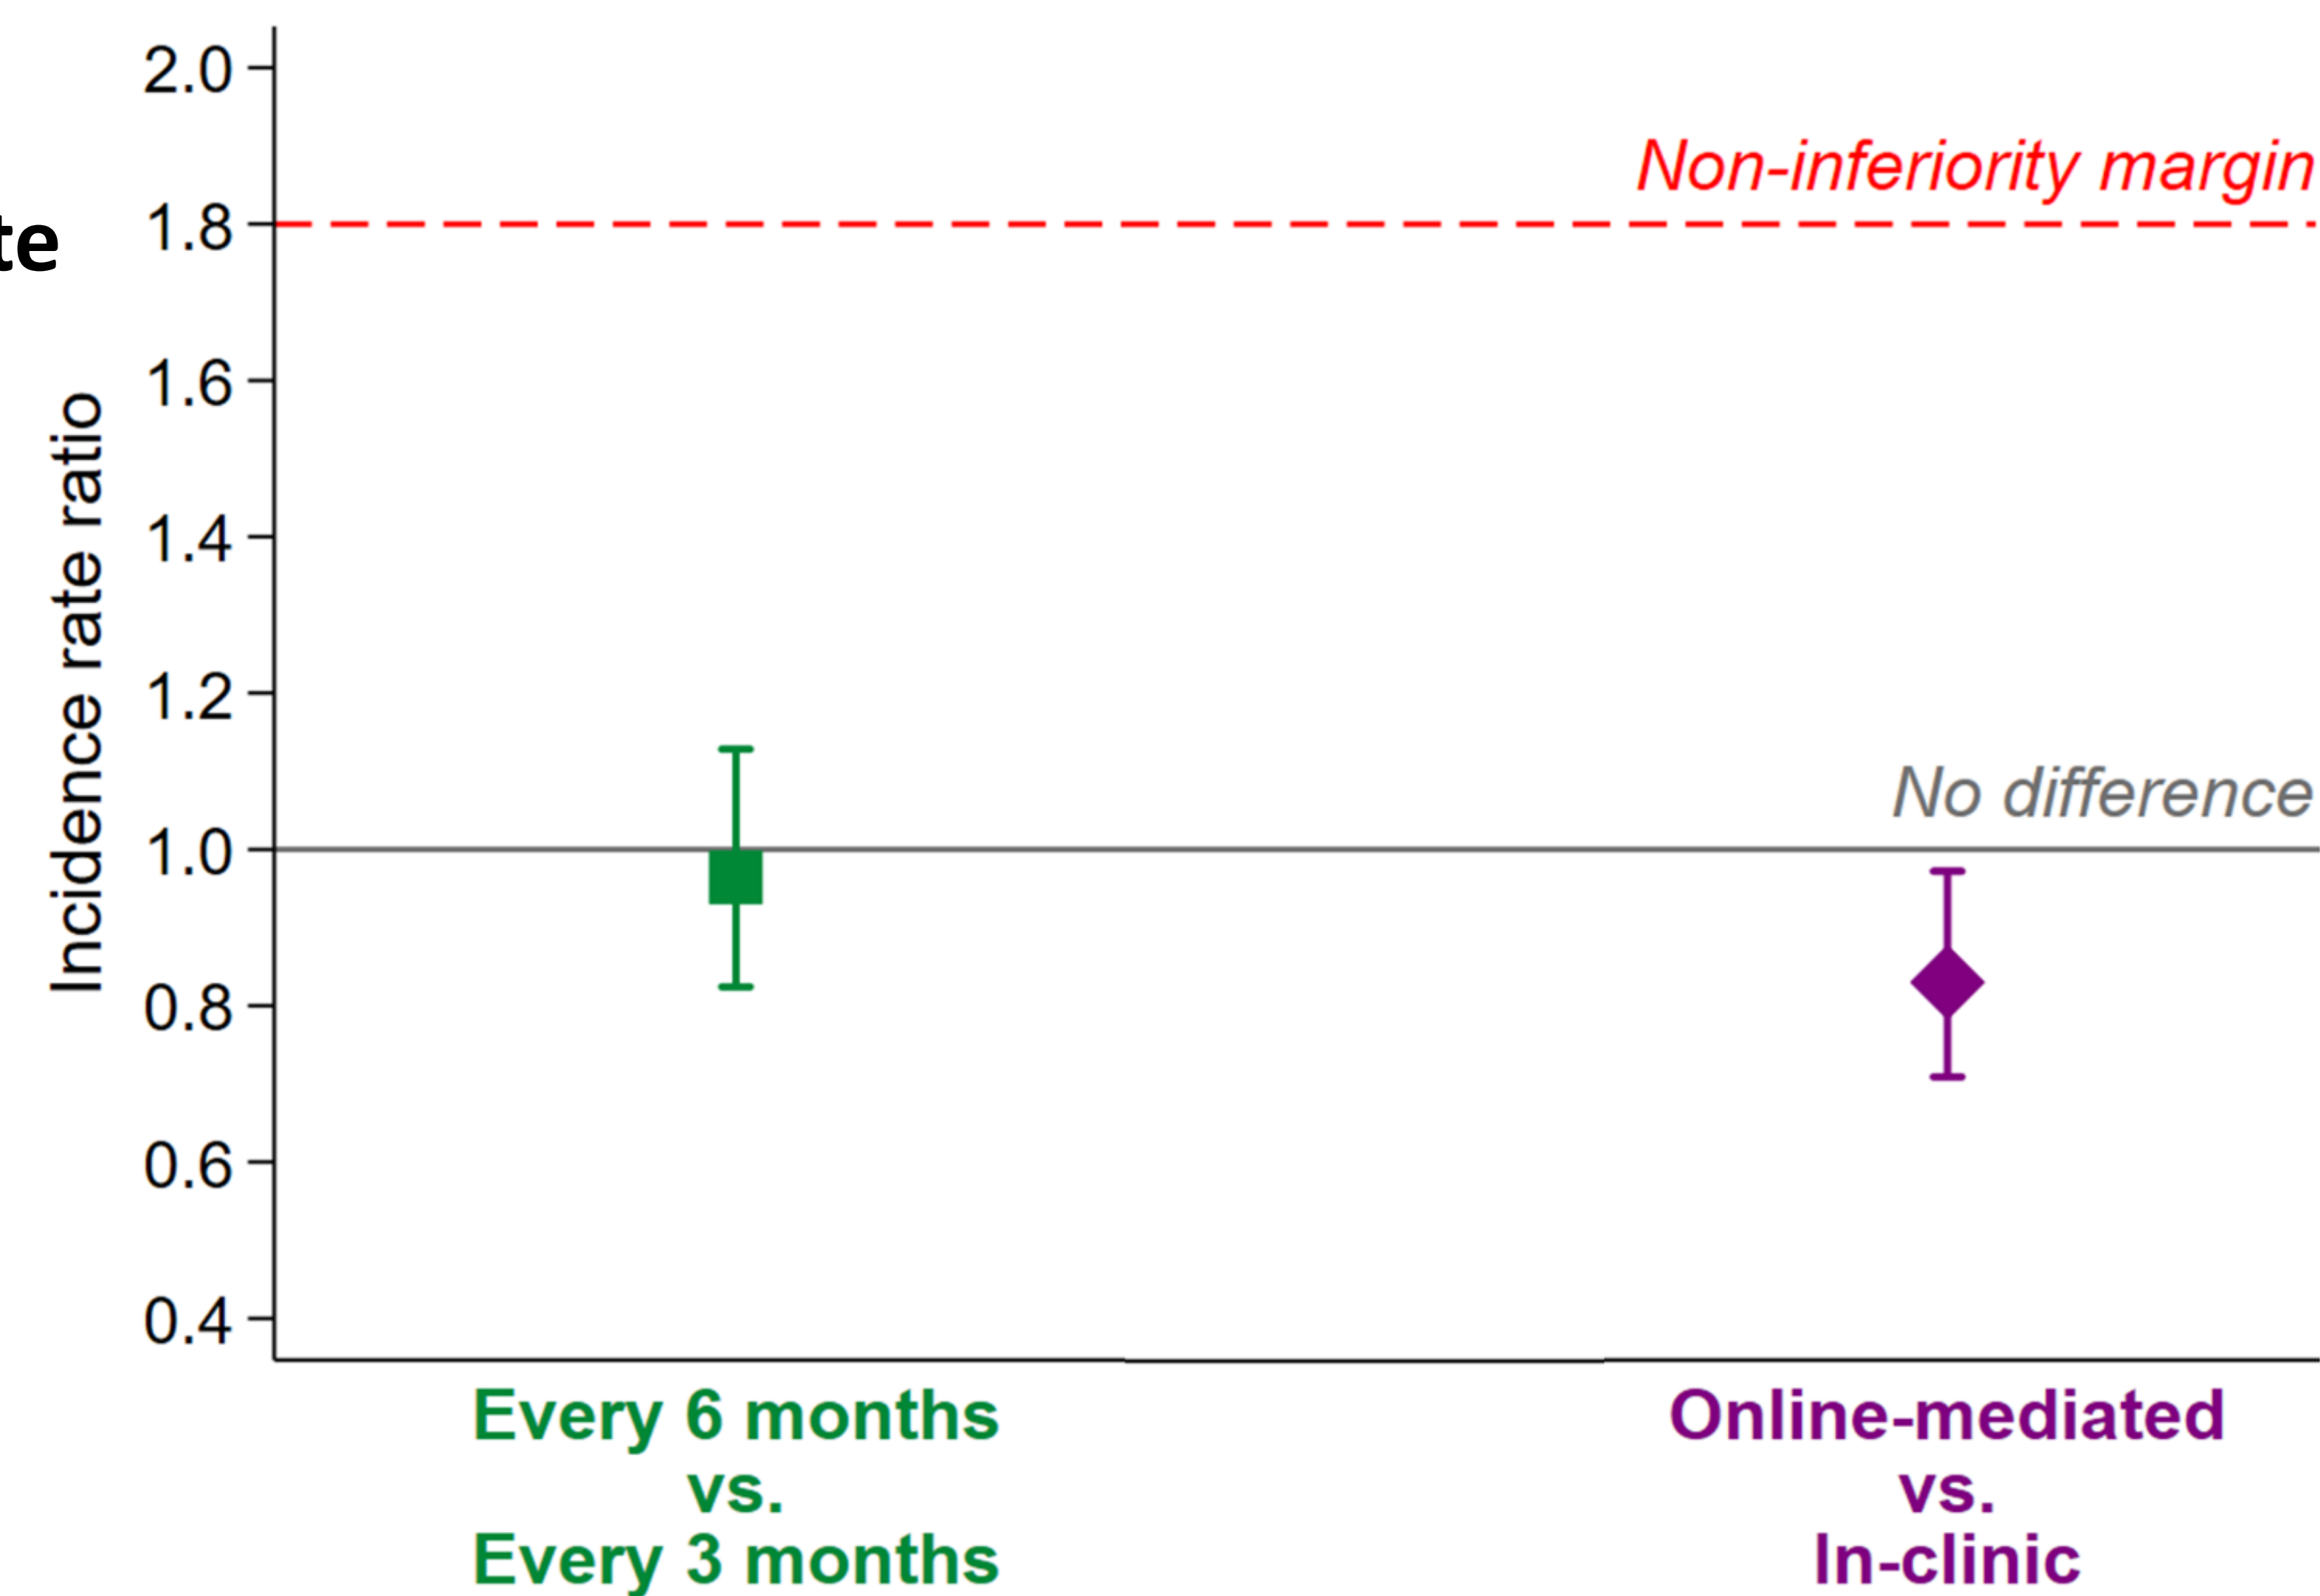 2.0
Non-inferiority margin
1.8
te
1.6
Incidence rate ratio
1.4
1.2
No difference
1.0
0.8
0.6
0.4
Every 6 months
vs.
Every 3 months
Online-mediated
vs.
In-clinic